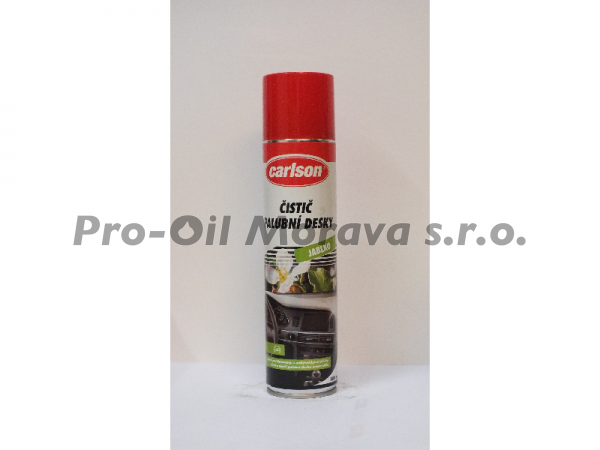 carlson
ČISTIČ
PALUBNÍ DESKY
Pro-Oil Morava s.r.o.
JABLKO